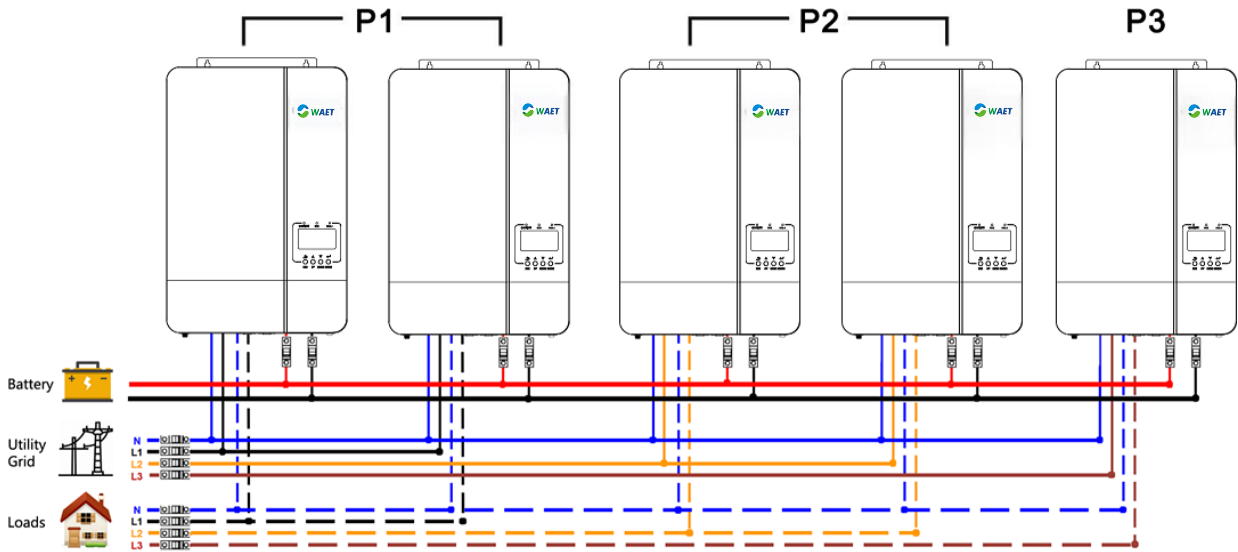 P1 P2 P3
WAET WAET WAET WAET WAET
Battery
+ −
Utility
Grid
N
L1
L2
L3
Loads
N
L1
L2
L3